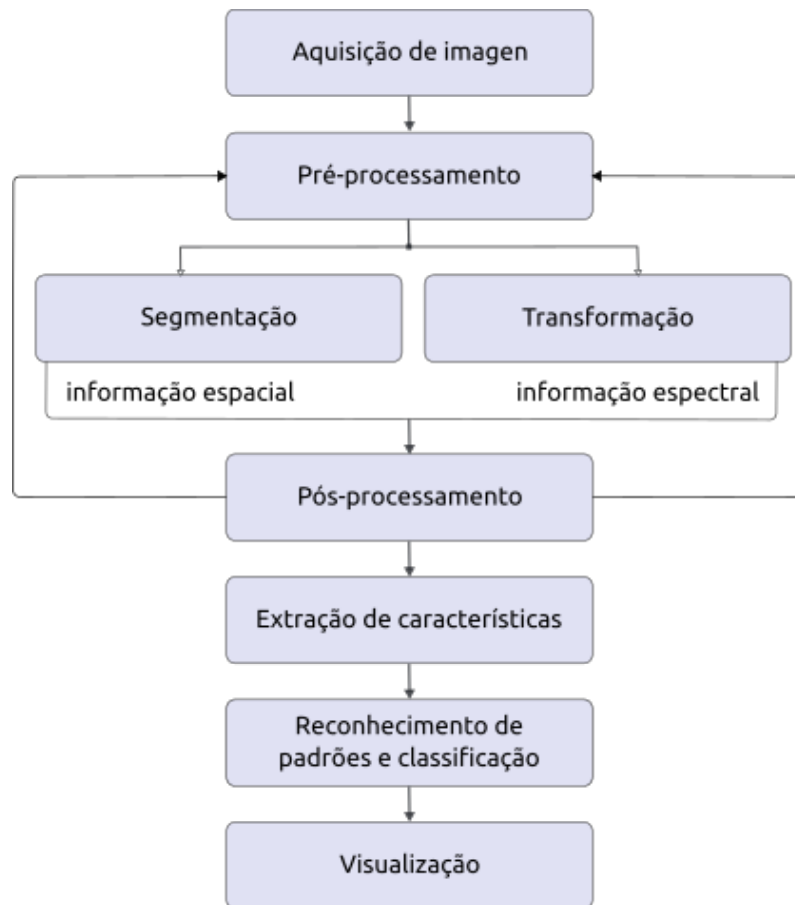 Aquisição de imagen
Pré-processamento
Segmentação
Transformação
informação espacial
informação espectral
Pós-processamento
Extração de característícas
Reconhecimento de
padrões e classificação
Visualização